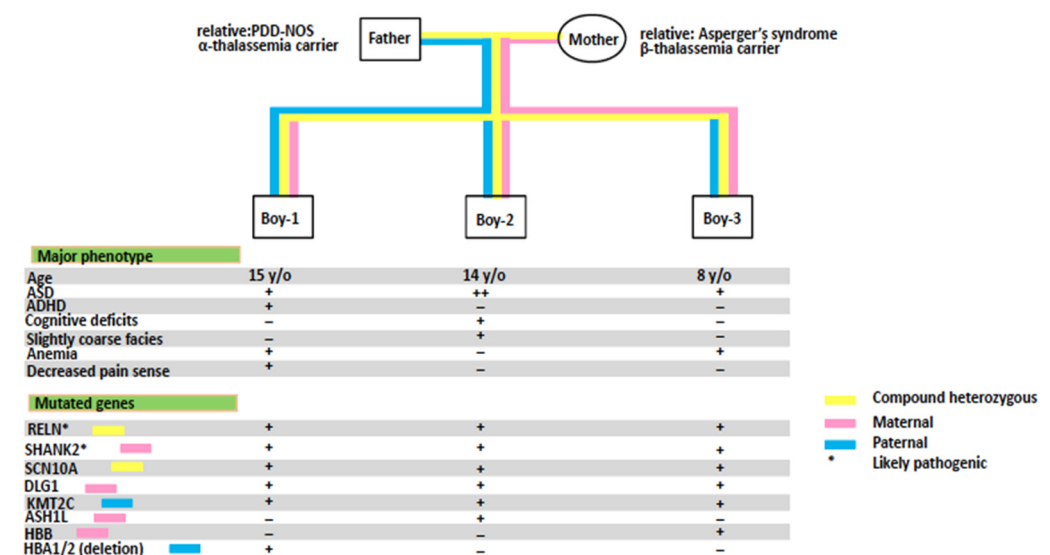 relative:PDD-NOS
α-thalassemia carrier
Father
Mother
relative: Asperger's syndrome
β-thalassemia carrier
Boy-1
Boy-2
Boy-3
Major phenotype
Age 15 y/o 14 y/o 8 y/o
ASD + ++ +
ADHD + – –
Cognitive deficits – + –
Slightly coarse facies – + –
Anemia + – +
Decreased pain sense + – –
Mutated genes
RELN* + + +
SHANK2* + + +
SCN10A + + +
DLG1 + + +
KMT2C + + +
ASH1L – + –
HBB – – +
HBA1/2 (deletion) + – –
Compound heterozygous
Maternal
Paternal
* Likely pathogenic